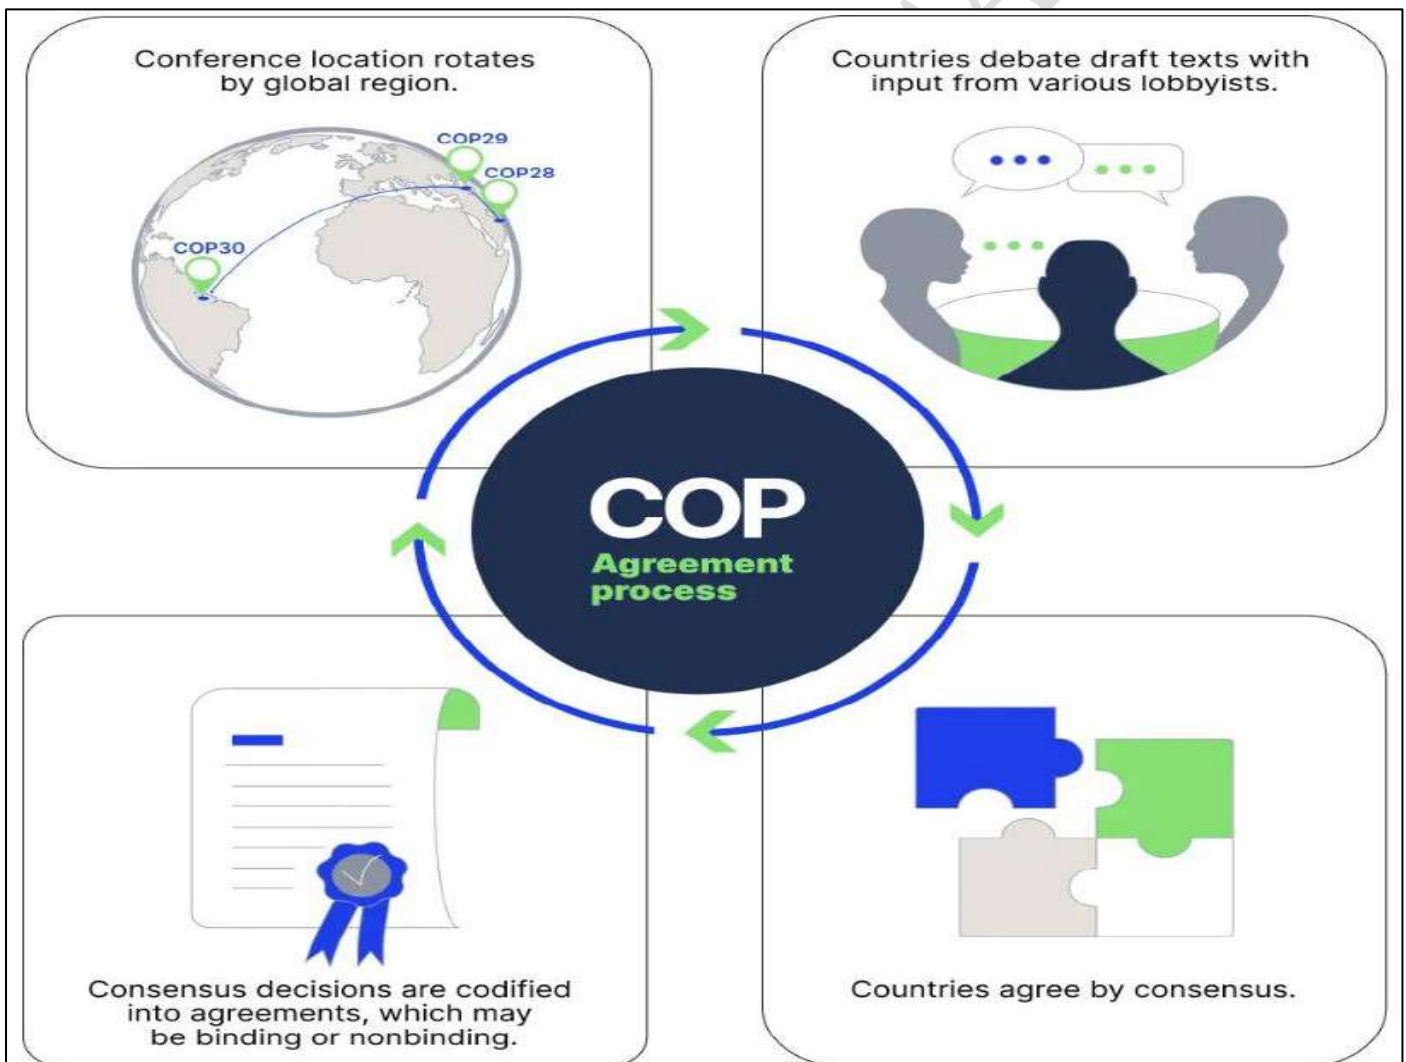 Conference location rotates
by global region.
COP29
COP28
COP30
Countries debate draft texts with
input from various lobbyists.
COP
Agreement
process
Countries agree by consensus.
Consensus decisions are codified
into agreements, which may
be binding or nonbinding.